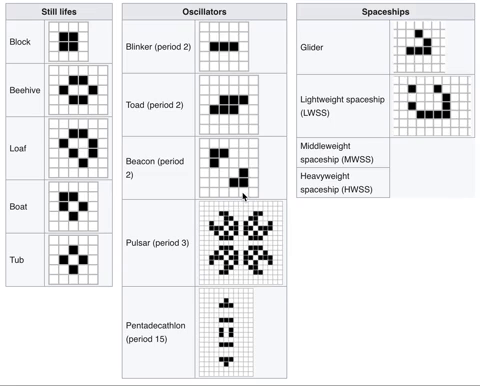 Still lifes
Block
Beehive
Loaf
Boat
Tub
Oscillators
Blinker (period 2)
Toad (period 2)
Beacon (period
2)
Pulsar (period 3)
Pentadecathlon
(period 15)
Spaceships
Glider
Lightweight spaceship
(LWSS)
Middleweight
spaceship (MWSS)
Heavyweight
spaceship (HWSS)